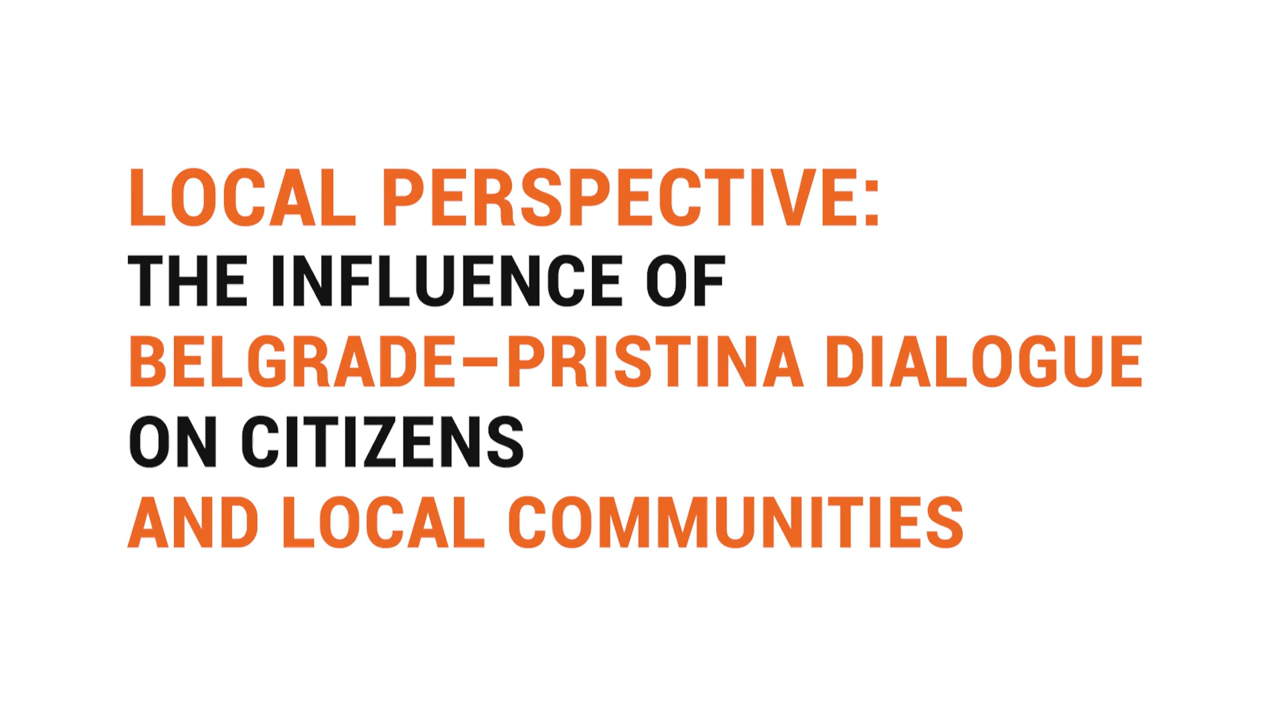 LOCAL PERSPECTIVE:
THE INFLUENCE OF
BELGRADE–PRISTINA DIALOGUE
ON CITIZENS
AND LOCAL COMMUNITIES